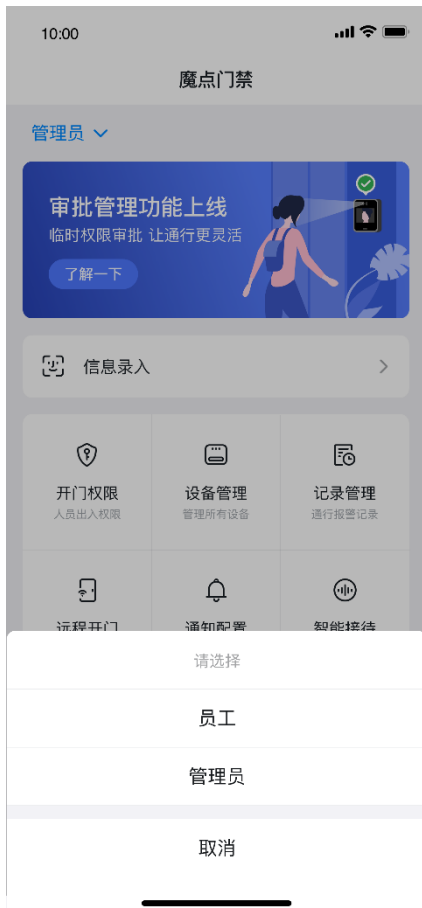 10:00
魔点门禁
管理员
审批管理功能上线
临时权限审批 让通行更灵活
了解一下
信息录入
开门权限 设备管理 记录管理
人员出入权限 管理所有设备 通行报警记录
远程开门 通知配置 智能接待
请选择
员工
管理员
取消